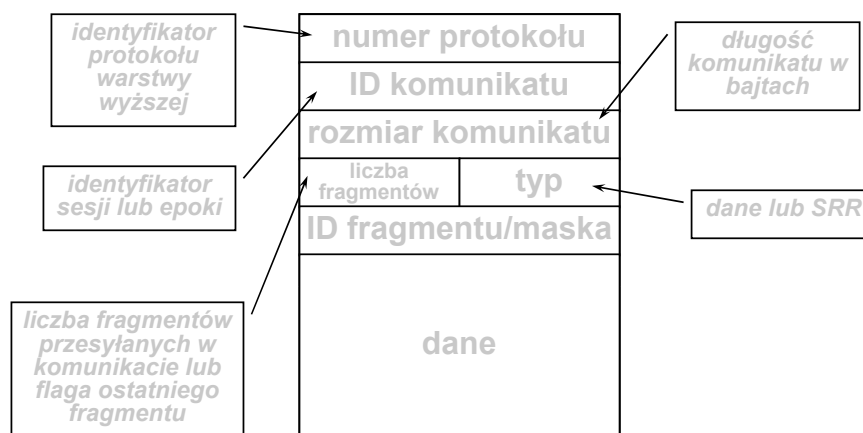 identyfikator
protokołu
warstwy
wyższej
numer protokołu
długość
komunikatu w
bajtach
ID komunikatu
rozmiar komunikatu
identyfikator
sesji lub epoki
liczba
fragmentów
typ
dane lub SRR
ID fragmentu/maska
liczba fragmentów
przesyłanych w
komunikacie lub
flaga ostatniego
fragmentu
dane